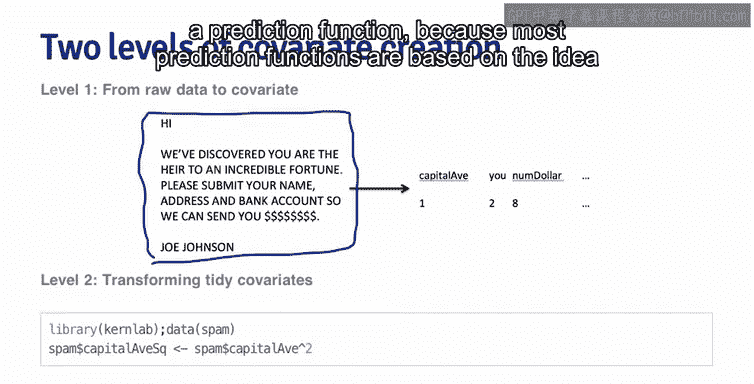 a prediction function, because most
prediction functions are based on the idea
Two levels of covariate creation
Level 1: From raw data to covariate
HI
WE'VE DISCOVERED YOU ARE THE
HEIR TO AN INCREDIBLE FORTUNE.
PLEASE SUBMIT YOUR NAME,
ADDRESS AND BANK ACCOUNT SO
WE CAN SEND YOU $$$$$$$$.
JOE JOHNSON
capitalAve you numDollar ...
1 2 8 ...
Level 2: Transforming tidy covariates
library(kernlab);data(spam)
spam$capitalAveSq <- spam$capitalAve^2